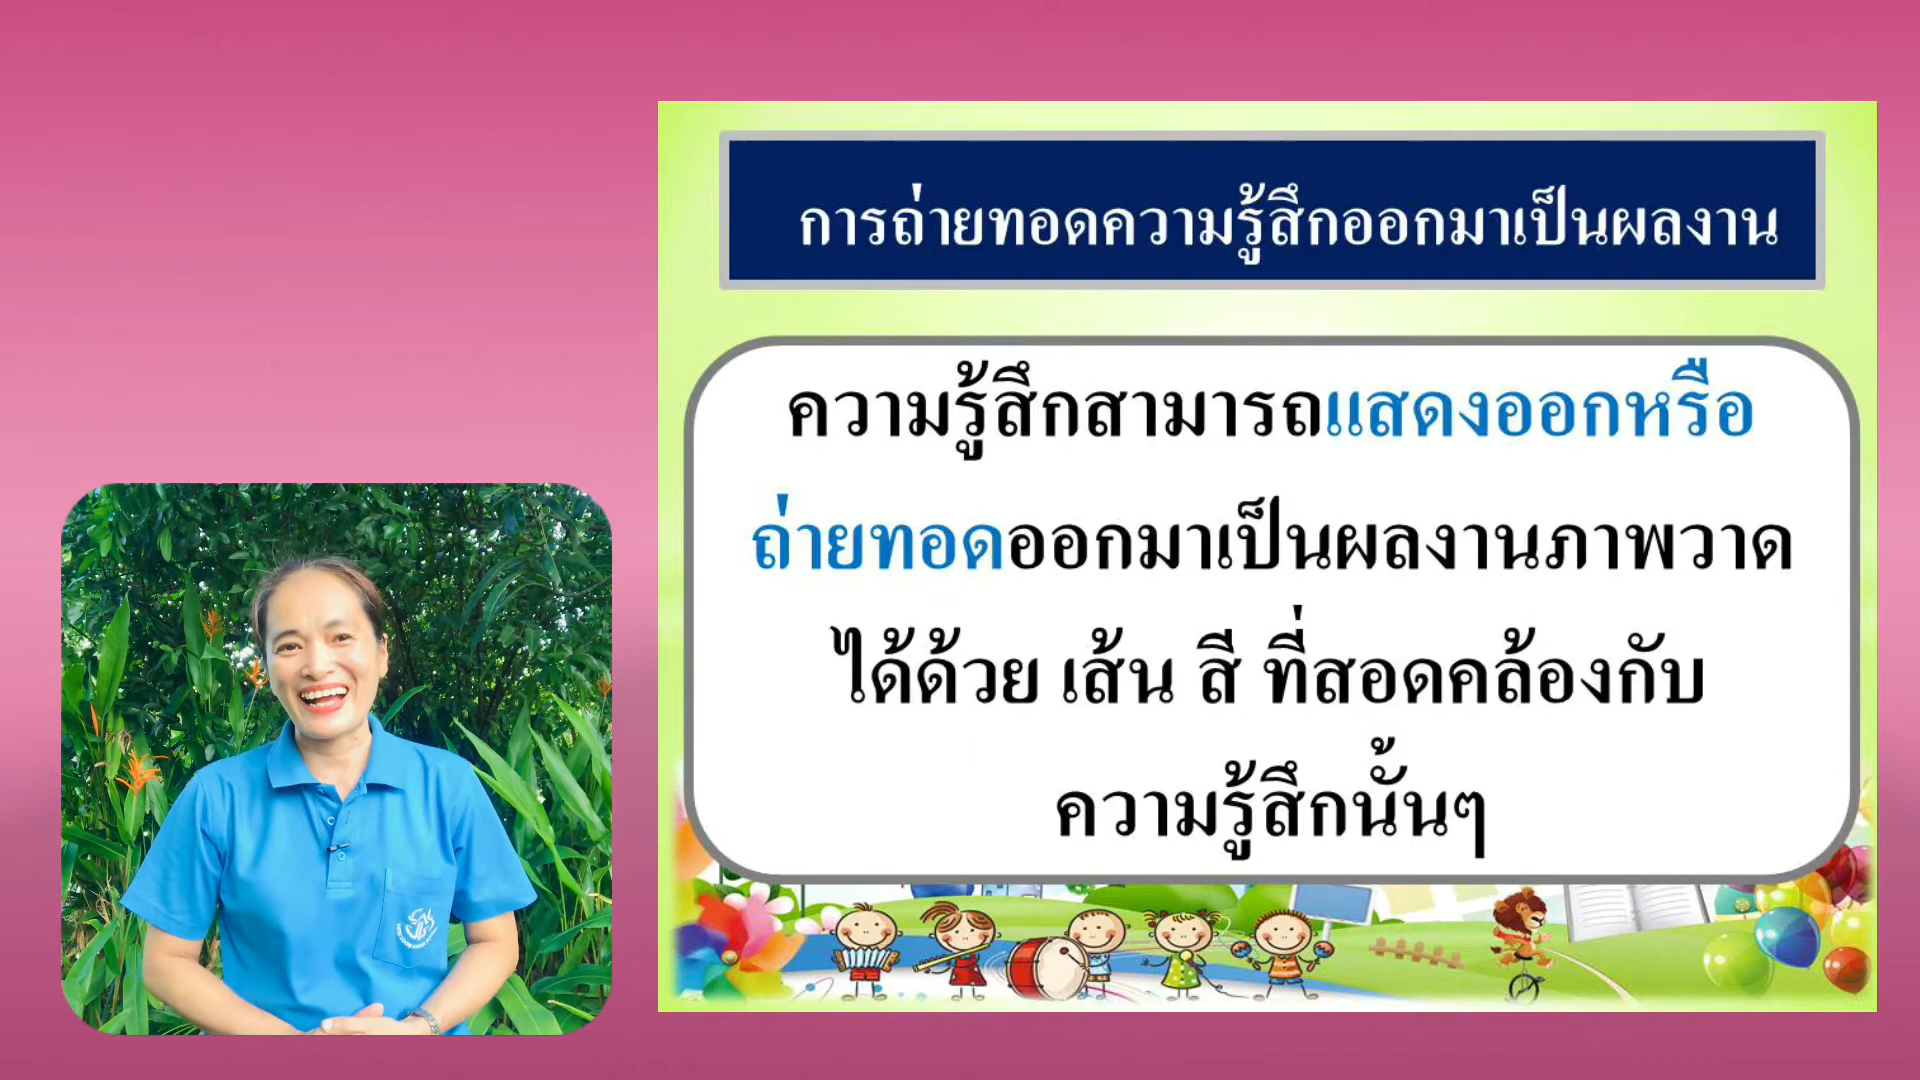 การถ่ายทอดความรู้สึกออกมาเป็นผลงาน
ความรู้สึกสามารถแสดงออกหรือ
ถ่ายทอดออกมาเป็นผลงานภาพวาด
ได้ด้วย เส้น สี ที่สอดคล้องกับ
ความรู้สึกนั้นๆ